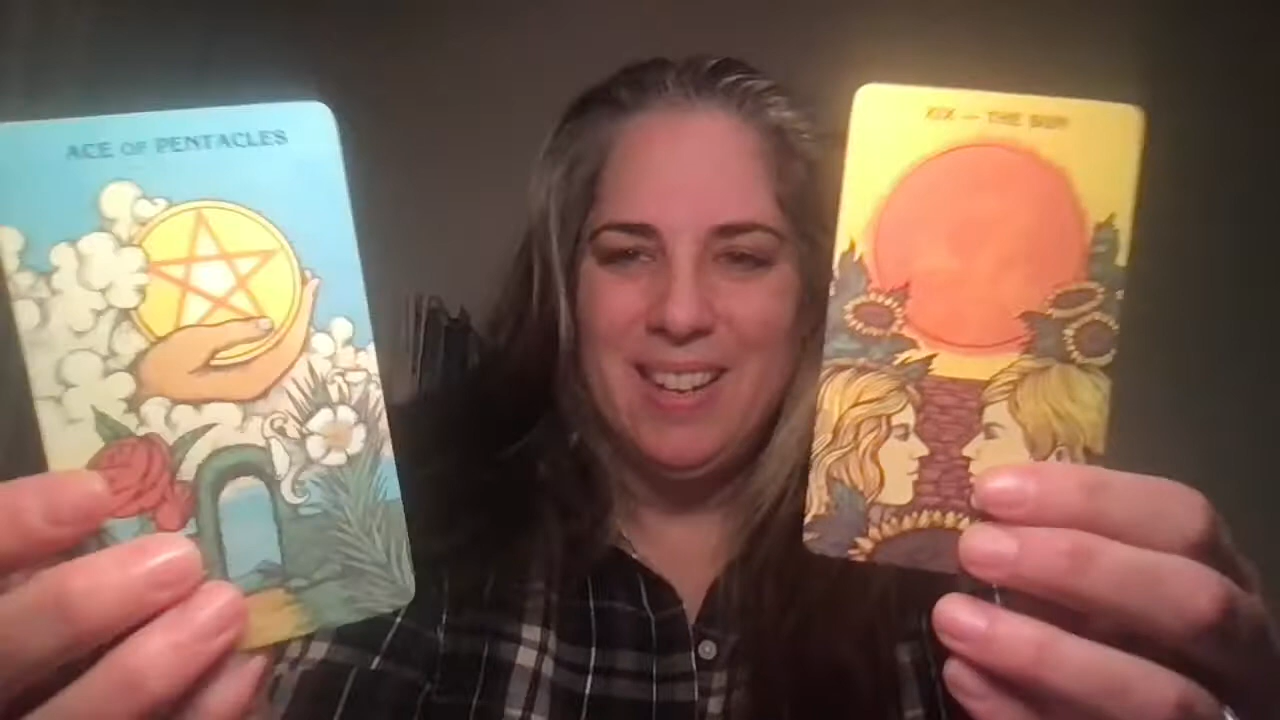 ACE OF PENTACLES
XIX — THE SUN